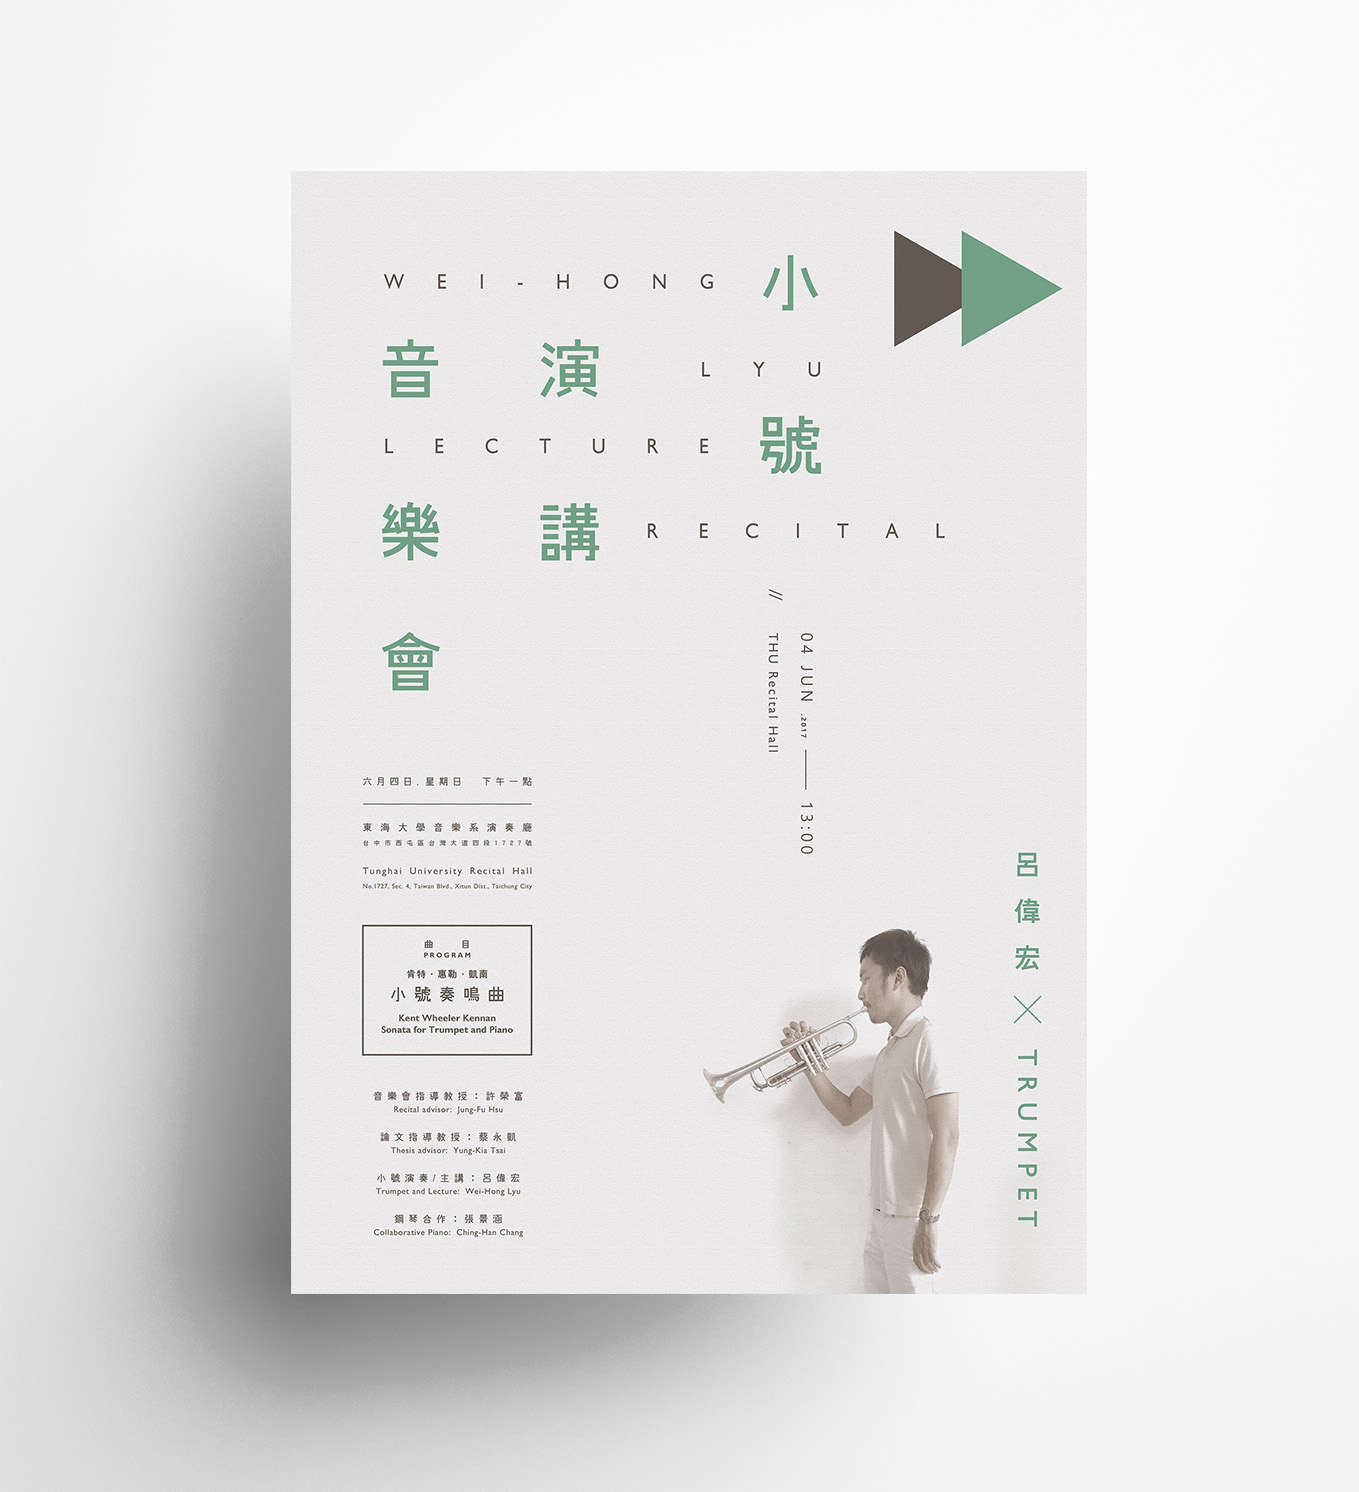 WEI-HONG
LYU
LECTURE
RECITAL
小號
演講
音樂會
//
04 JUN .2017 — 13:00
THU Recital Hall
六月四日．星期日 下午一點
東海大學音樂系演奏廳
台中市西屯區台灣大道四段1727號
Tunghai University Recital Hall
No.1727, Sec. 4, Taiwan Blvd., Xitun Dist., Taichung City
曲目
PROGRAM
肯特·惠勒·凱南
小號奏鳴曲
Kent Wheeler Kennan
Sonata for Trumpet and Piano
音樂會指導教授：許榮富
Recital advisor: Jung-Fu Hsu
論文指導教授：蔡永凱
Thesis advisor: Yung-Kia Tsai
小號演奏/主講：呂偉宏
Trumpet and Lecture: Wei-Hong Lyu
鋼琴合作：張景涵
Collaborative Piano: Ching-Han Chang
呂偉宏 × TRUMPET